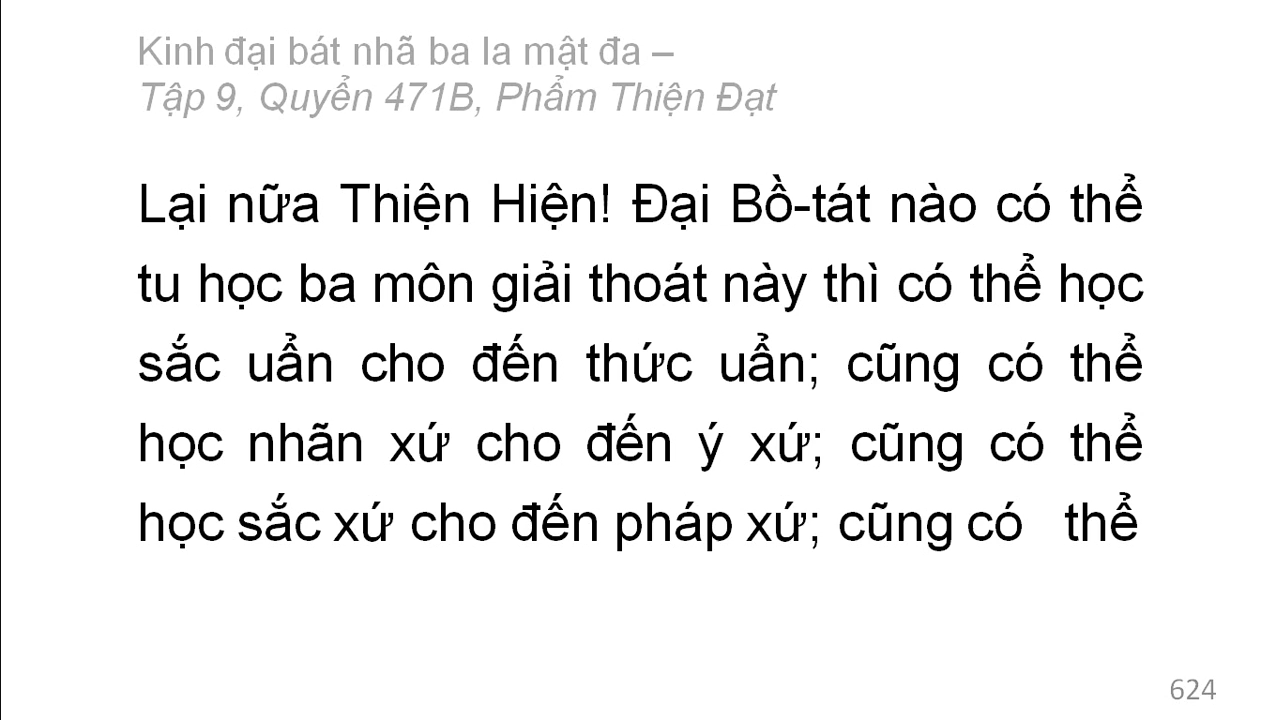 Kinh đại bát nhã ba la mật đa –
Tập 9, Quyển 471B, Phẩm Thiện Đạt
Lại nữa Thiện Hiện! Đại Bồ-tát nào có thể
tu học ba môn giải thoát này thì có thể học
sắc uẩn cho đến thức uẩn; cũng có thể
học nhãn xứ cho đến ý xứ; cũng có thể
học sắc xứ cho đến pháp xứ; cũng có thể
624